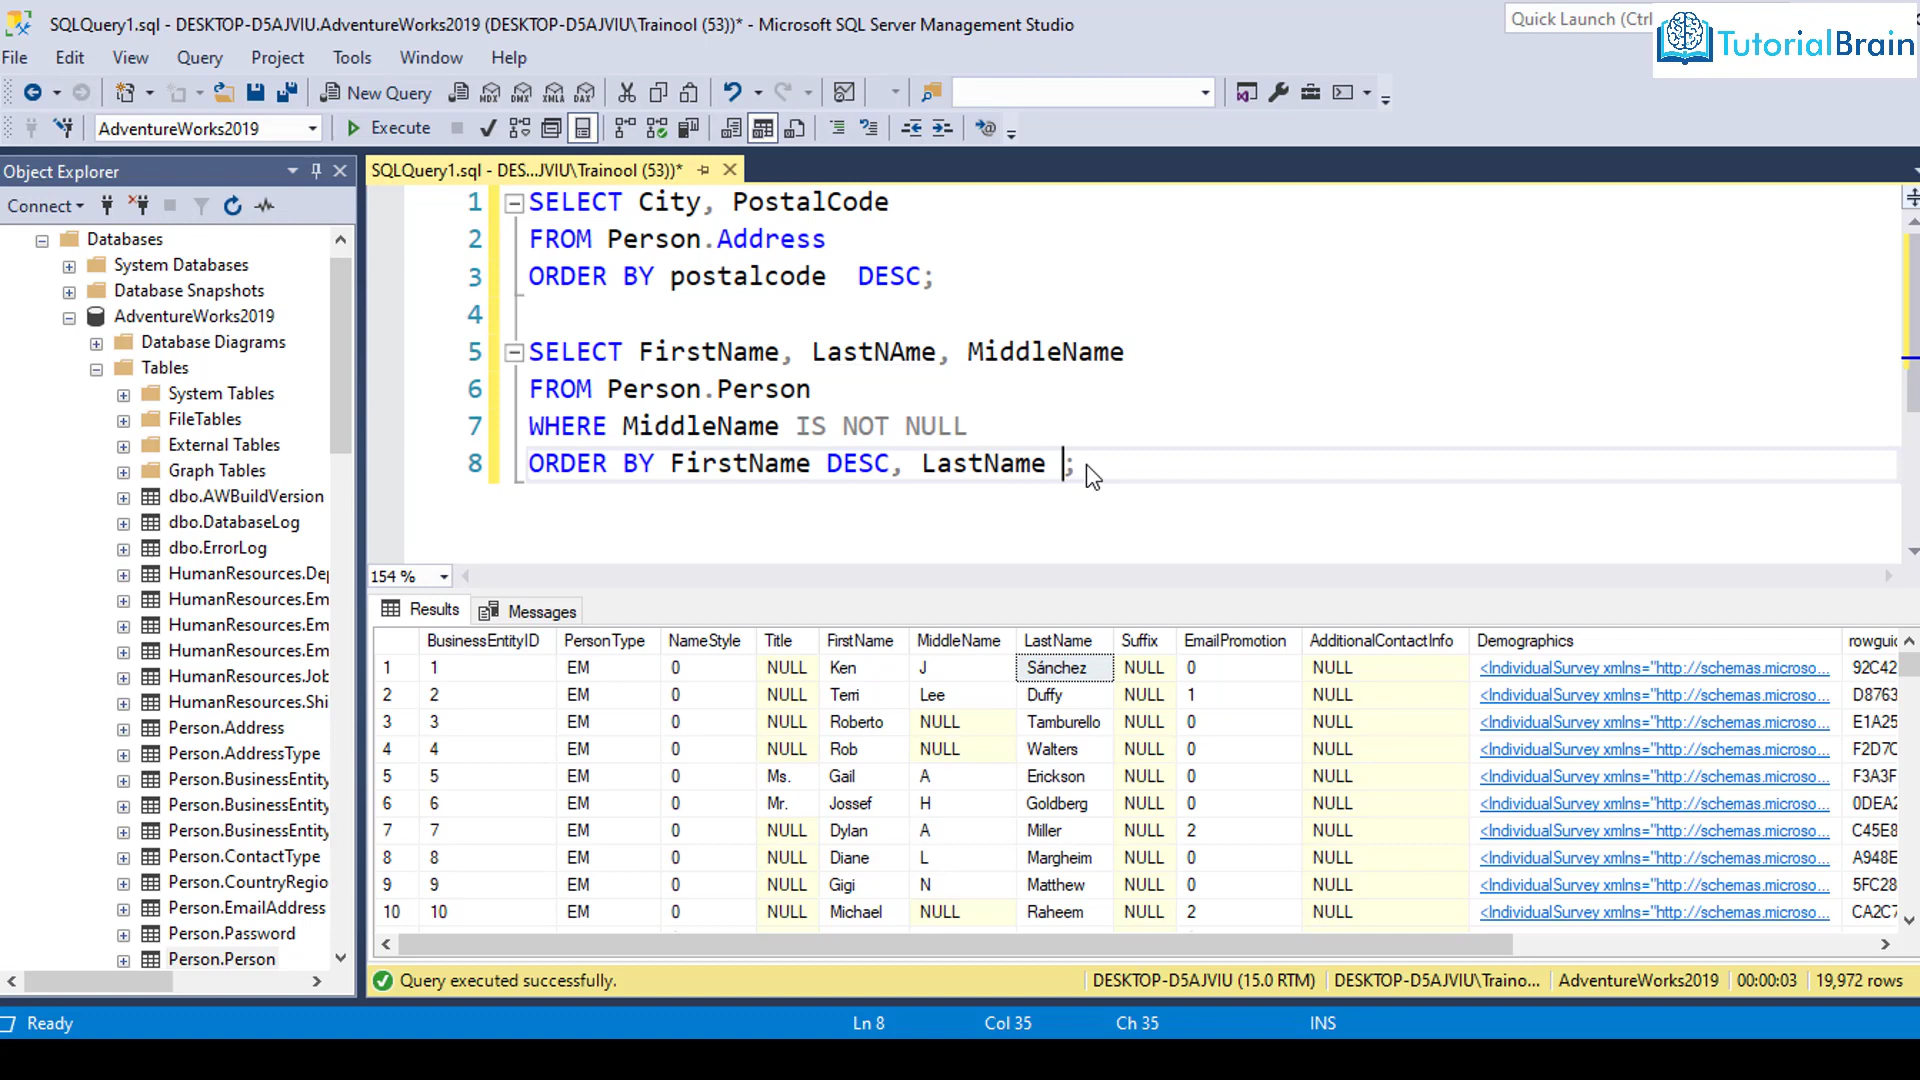 SQLQuery1.sql - DESKTOP-D5AJVIU.AdventureWorks2019 (DESKTOP-D5AJVIU\Trainool (53))* - Microsoft SQL Server Management Studio
Quick Launch (Ctrl
TutorialBrain
File Edit View Query Project Tools Window Help
New Query MDX DMX XMLA DAX
AdventureWorks2019 Execute
Object Explorer
SQLQuery1.sql - DES...JVIU\Trainool (53))*
Connect
Databases
System Databases
Database Snapshots
AdventureWorks2019
Database Diagrams
Tables
System Tables
FileTables
External Tables
Graph Tables
dbo.AWBuildVersion
dbo.DatabaseLog
dbo.ErrorLog
HumanResources.De
HumanResources.Em
HumanResources.Em
HumanResources.Em
HumanResources.Job
HumanResources.Shi
Person.Address
Person.AddressType
Person.BusinessEntity
Person.BusinessEntity
Person.BusinessEntity
Person.ContactType
Person.CountryRegio
Person.EmailAddress
Person.Password
Person.Person
1 SELECT City, PostalCode
2 FROM Person.Address
3 ORDER BY postalcode  DESC;
4
5 SELECT FirstName, LastNAme, MiddleName
6 FROM Person.Person
7 WHERE MiddleName IS NOT NULL
8 ORDER BY FirstName DESC, LastName ;
154 %
Results Messages
BusinessEntityID PersonType NameStyle Title FirstName MiddleName LastName Suffix EmailPromotion AdditionalContactInfo Demographics rowguid
1 1 EM 0 NULL Ken J Sánchez NULL 0 NULL <IndividualSurvey xmlns="http://schemas.microso... 92C42
2 2 EM 0 NULL Terri Lee Duffy NULL 1 NULL <IndividualSurvey xmlns="http://schemas.microso... D8763
3 3 EM 0 NULL Roberto NULL Tamburello NULL 0 NULL <IndividualSurvey xmlns="http://schemas.microso... E1A25
4 4 EM 0 NULL Rob NULL Walters NULL 0 NULL <IndividualSurvey xmlns="http://schemas.microso... F2D7C
5 5 EM 0 Ms. Gail A Erickson NULL 0 NULL <IndividualSurvey xmlns="http://schemas.microso... F3A3F
6 6 EM 0 Mr. Jossef H Goldberg NULL 0 NULL <IndividualSurvey xmlns="http://schemas.microso... 0DEA2
7 7 EM 0 NULL Dylan A Miller NULL 2 NULL <IndividualSurvey xmlns="http://schemas.microso... C45E8
8 8 EM 0 NULL Diane L Margheim NULL 0 NULL <IndividualSurvey xmlns="http://schemas.microso... A948E
9 9 EM 0 NULL Gigi N Matthew NULL 0 NULL <IndividualSurvey xmlns="http://schemas.microso... 5FC28
10 10 EM 0 NULL Michael NULL Raheem NULL 2 NULL <IndividualSurvey xmlns="http://schemas.microso... CA2C7
Query executed successfully. DESKTOP-D5AJVIU (15.0 RTM) DESKTOP-D5AJVIU\Traino... AdventureWorks2019 00:00:03 19,972 rows
Ready Ln 8 Col 35 Ch 35 INS